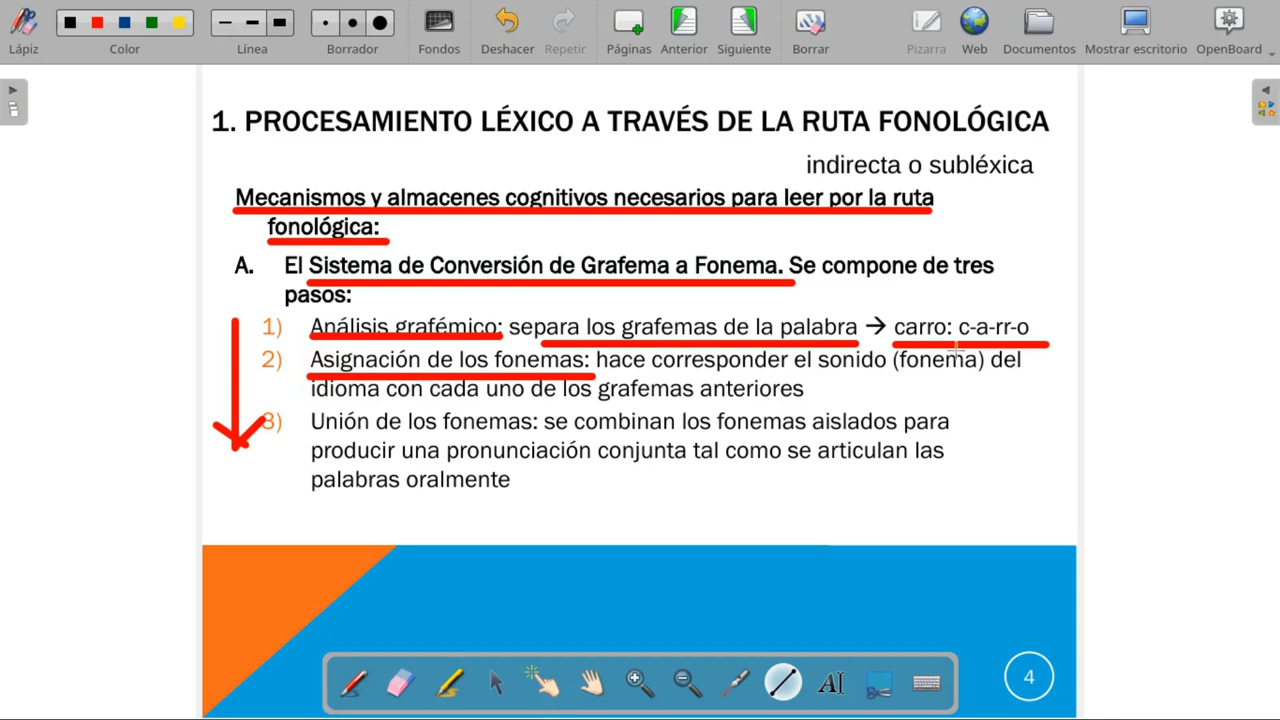 Lápiz
Color
Línea
Borrador
Fondos
Deshacer
Repetir
Páginas
Anterior
Siguiente
Borrar
Pizarra
Web
Documentos
Mostrar escritorio
OpenBoard
1. PROCESAMIENTO LÉXICO A TRAVÉS DE LA RUTA FONOLÓGICA
indirecta o subléxica
Mecanismos y almacenes cognitivos necesarios para leer por la ruta
fonológica:
A. El Sistema de Conversión de Grafema a Fonema. Se compone de tres
pasos:
1) Análisis grafémico: separa los grafemas de la palabra → carro: c-a-rr-o
2) Asignación de los fonemas: hace corresponder el sonido (fonema) del
idioma con cada uno de los grafemas anteriores
3) Unión de los fonemas: se combinan los fonemas aislados para
producir una pronunciación conjunta tal como se articulan las
palabras oralmente
AI
4